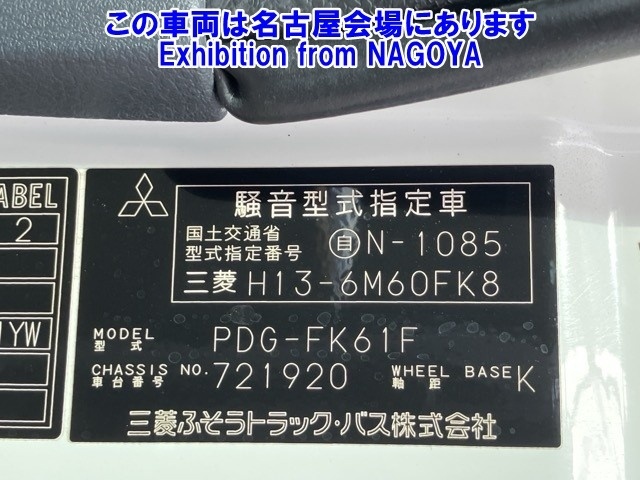 この車両は名古屋会場にあります
Exhibition from NAGOYA
ABEL
2
騒音型式指定車
国土交通省
型式指定番号
自N-1085
三菱 H13-6M60FK8
1YW
MODEL
型式
PDG-FK61F
CHASSIS NO.
車台番号
721920
WHEEL BASE
軸距
K
三菱ふそうトラック・バス株式会社